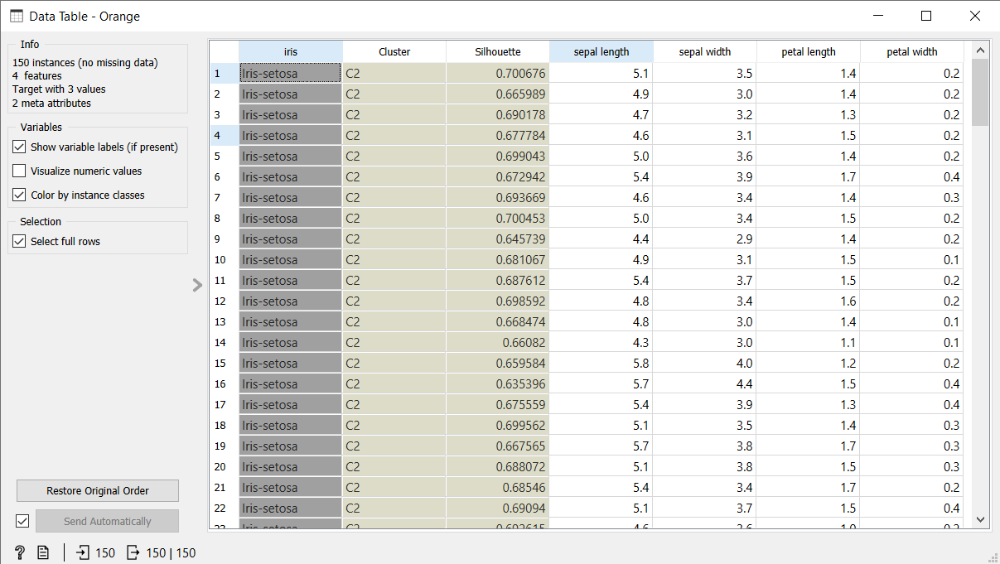 Data Table - Orange
Info
150 instances (no missing data)
4 features
Target with 3 values
2 meta attributes
Variables
Show variable labels (if present)
Visualize numeric values
Color by instance classes
Selection
Select full rows
Restore Original Order
Send Automatically
? 150 150 | 150
iris Cluster Silhouette sepal length sepal width petal length petal width
1 Iris-setosa C2 0.700676 5.1 3.5 1.4 0.2
2 Iris-setosa C2 0.665989 4.9 3.0 1.4 0.2
3 Iris-setosa C2 0.690178 4.7 3.2 1.3 0.2
4 Iris-setosa C2 0.677784 4.6 3.1 1.5 0.2
5 Iris-setosa C2 0.699043 5.0 3.6 1.4 0.2
6 Iris-setosa C2 0.672942 5.4 3.9 1.7 0.4
7 Iris-setosa C2 0.693669 4.6 3.4 1.4 0.3
8 Iris-setosa C2 0.700453 5.0 3.4 1.5 0.2
9 Iris-setosa C2 0.645739 4.4 2.9 1.4 0.2
10 Iris-setosa C2 0.681067 4.9 3.1 1.5 0.1
11 Iris-setosa C2 0.687612 5.4 3.7 1.5 0.2
12 Iris-setosa C2 0.698592 4.8 3.4 1.6 0.2
13 Iris-setosa C2 0.668474 4.8 3.0 1.4 0.1
14 Iris-setosa C2 0.66082 4.3 3.0 1.1 0.1
15 Iris-setosa C2 0.659584 5.8 4.0 1.2 0.2
16 Iris-setosa C2 0.635396 5.7 4.4 1.5 0.4
17 Iris-setosa C2 0.675559 5.4 3.9 1.3 0.4
18 Iris-setosa C2 0.699562 5.1 3.5 1.4 0.3
19 Iris-setosa C2 0.667565 5.7 3.8 1.7 0.3
20 Iris-setosa C2 0.688072 5.1 3.8 1.5 0.3
21 Iris-setosa C2 0.68546 5.4 3.4 1.7 0.2
22 Iris-setosa C2 0.69094 5.1 3.7 1.5 0.4